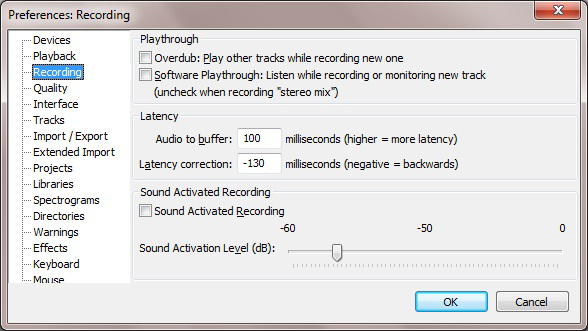 Preferences: Recording
Devices
Playback
Recording
Quality
Interface
Tracks
Import / Export
Extended Import
Projects
Libraries
Spectrograms
Directories
Warnings
Effects
Keyboard
Mouse
Playthrough
Overdub: Play other tracks while recording new one
Software Playthrough: Listen while recording or monitoring new track
(uncheck when recording "stereo mix")
Latency
Audio to buffer: 100 milliseconds (higher = more latency)
Latency correction: -130 milliseconds (negative = backwards)
Sound Activated Recording
Sound Activated Recording
-60 -50 0
Sound Activation Level (dB):
OK Cancel